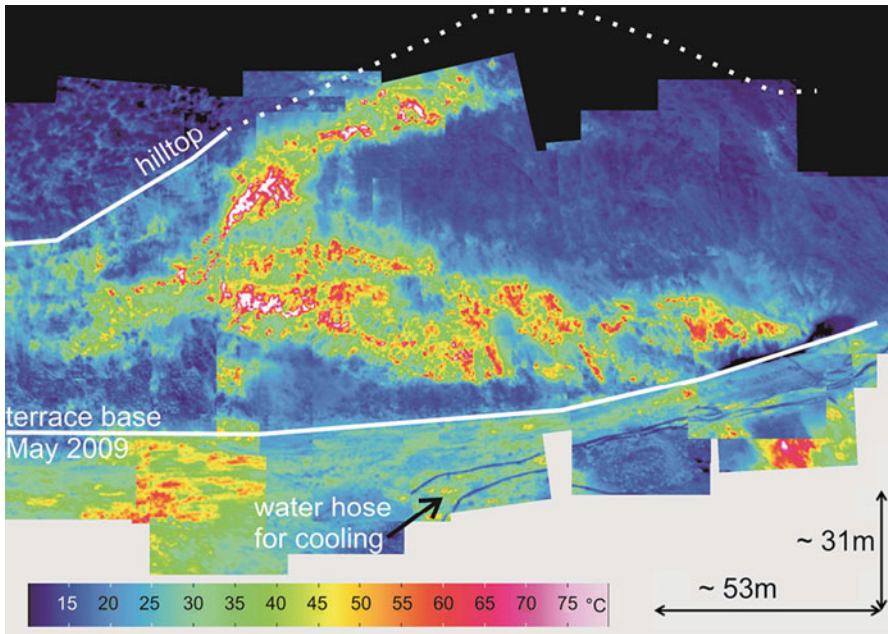 hilltop
terrace base
May 2009
water hose
for cooling
~ 31m
~ 53m
15 20 25 30 35 40 45 50 55 60 65 70 75 °C